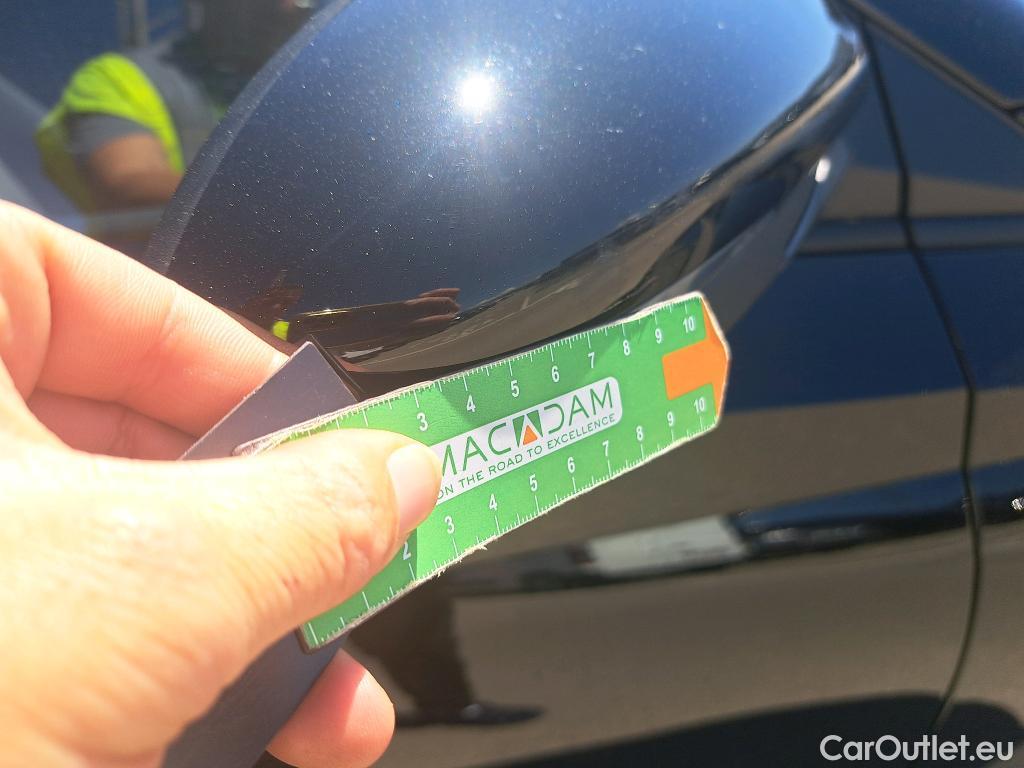 3 4 5 6 7 8 9 10
MACADAM
ON THE ROAD TO EXCELLENCE
2 3 4 5 6 7 8 9 10
CarOutlet.eu